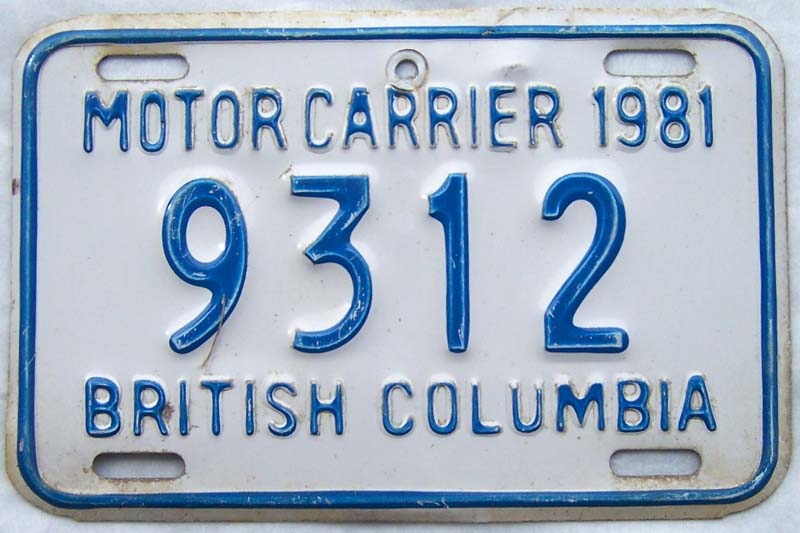 MOTOR CARRIER 1981
9312
BRITISH COLUMBIA